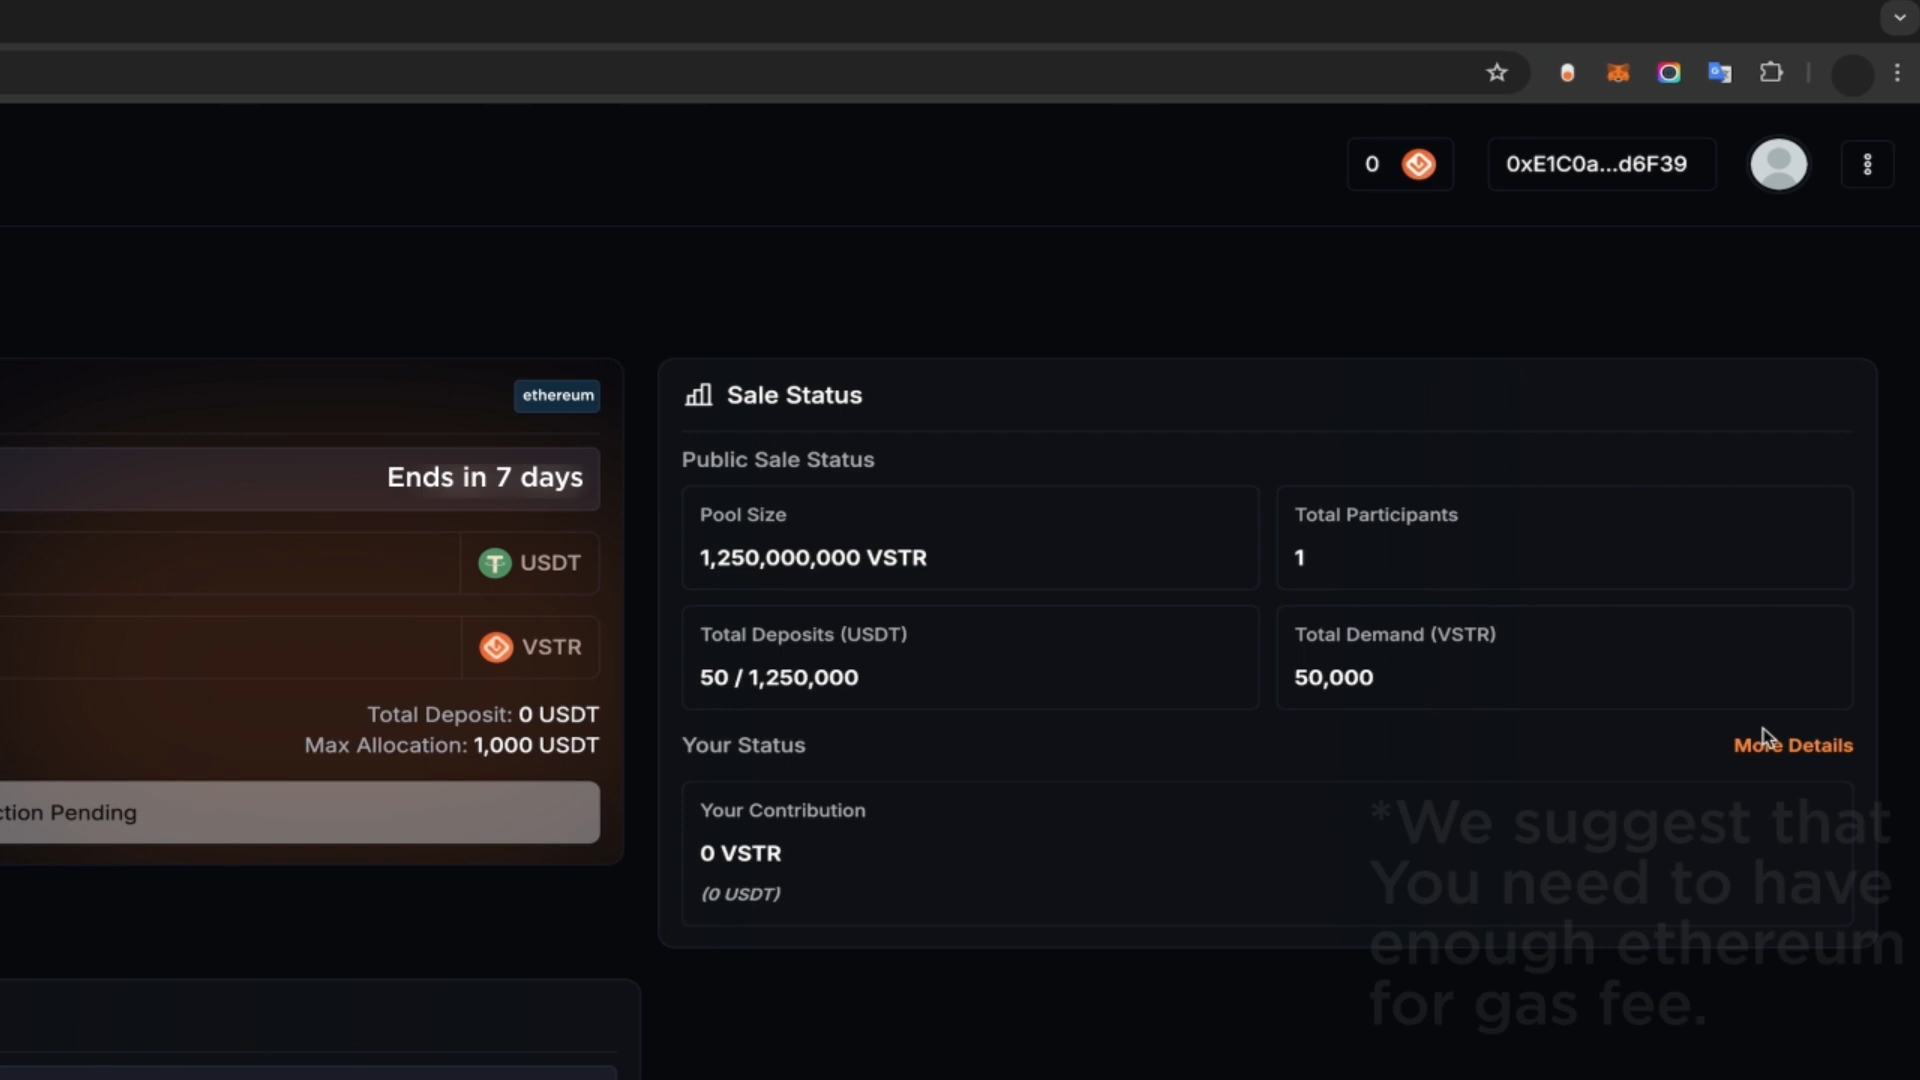 0
0xE1C0a...d6F39
ethereum
Ends in 7 days
USDT
VSTR
Total Deposit: 0 USDT
Max Allocation: 1,000 USDT
ction Pending
Sale Status
Public Sale Status
Pool Size
1,250,000,000 VSTR
Total Participants
1
Total Deposits (USDT)
50 / 1,250,000
Total Demand (VSTR)
50,000
Your Status
More Details
Your Contribution
0 VSTR
(0 USDT)
*We suggest that
You need to have
enough ethereum
for gas fee.